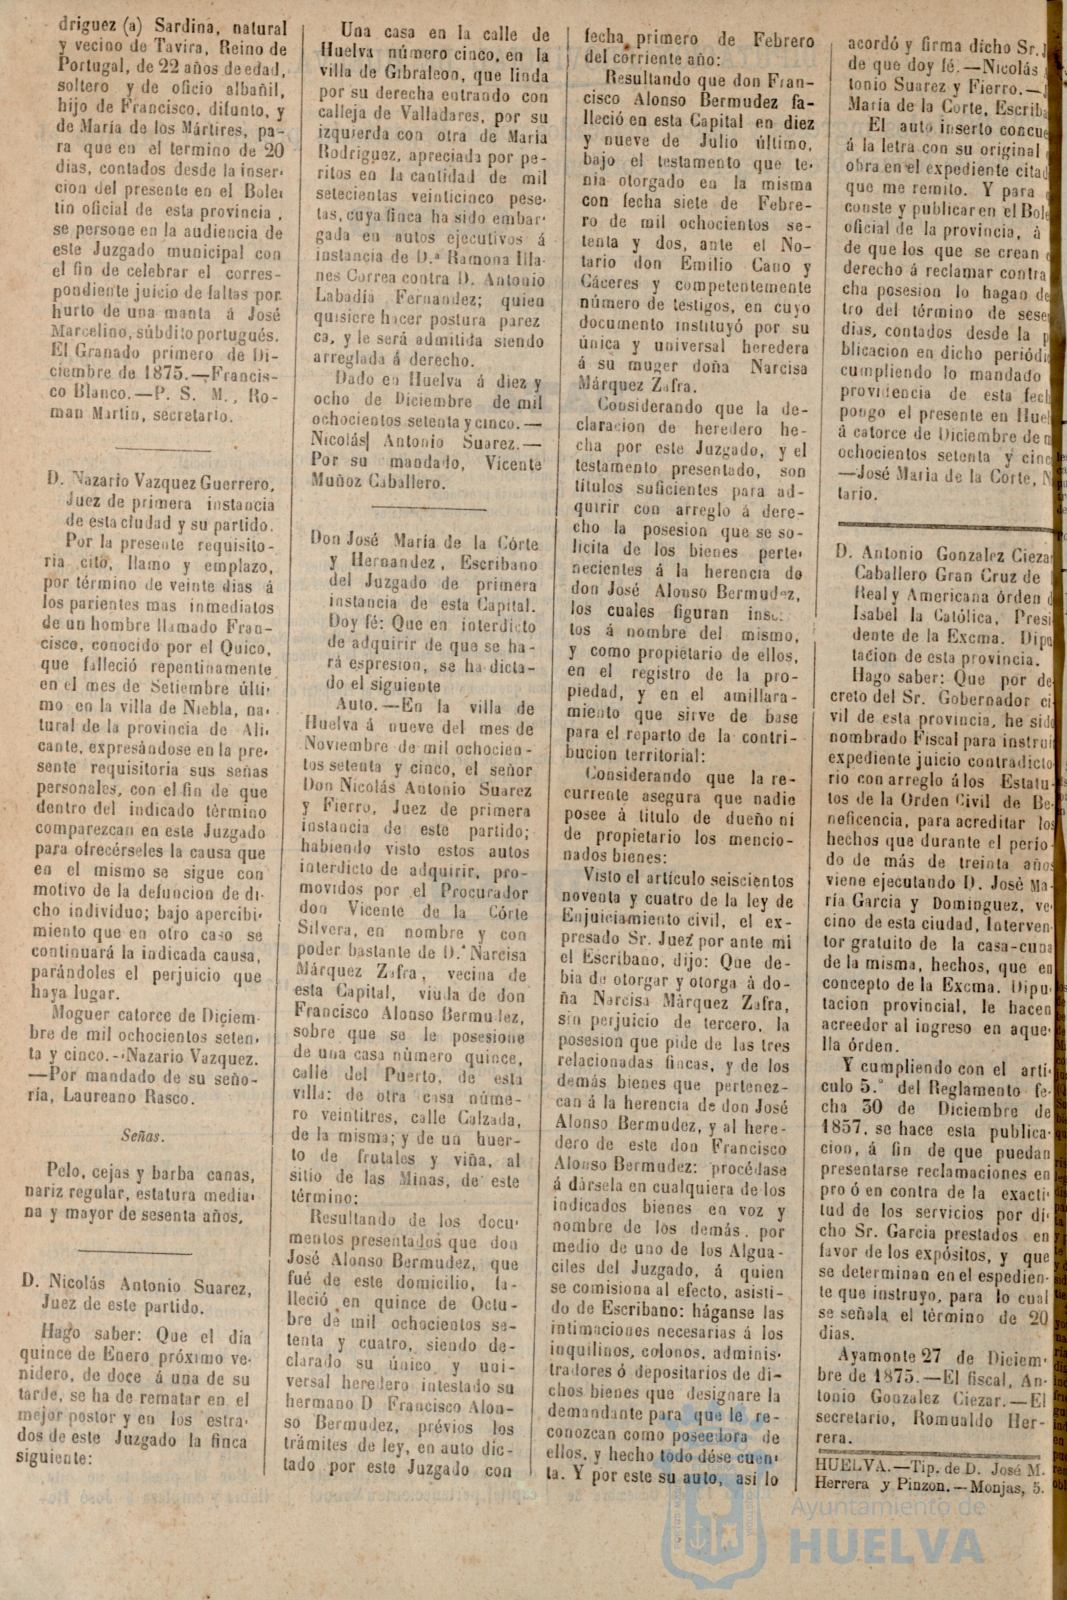 driguez (a) Sardina, natural
y vecino de Tavira, Reino de
Portugal, de 22 años de edad,
soltero y de oficio albañil,
hijo de Francisco, difunto, y
de María de los Mártires, pa-
ra que en el termino de 20
dias, contados desde la inser-
cion del presente en el Bole-
tin oficial de esta provincia,
se persone en la audiencia de
este Juzgado municipal con
el fin de celebrar el corres-
pondiente juicio de faltas por
hurto de una manta á José
Marcelino, súbdito portugués.
El Granado primero de Di-
ciembre de 1875.—Francis-
co Blanco.—P. S. M., Ro-
man Martin, secretario.
D. Nazario Vazquez Guerrero,
Juez de primera instancia
de esta ciudad y su partido.
Por la presente requisito-
ria cito, llamo y emplazo,
por término de veinte dias á
los parientes mas inmediatos
de un hombre llamado Fran-
cisco, conocido por el Quico,
que falleció repentinamente
en el mes de Setiembre últi-
mo en la villa de Niebla, na-
tural de la provincia de Ali-
cante, expresándose en la pre-
sente requisitoria sus señas
personales, con el fin de que
dentro del indicado término
comparezcan en este Juzgado
para ofrecérseles la causa que
en el mismo se sigue con
motivo de la defuncion de di-
cho individuo; bajo apercibi-
miento que en otro caso se
continuará la indicada causa,
parándoles el perjuicio que
haya lugar.
Moguer catorce de Diciem-
bre de mil ochocientos seten-
ta y cinco.-Nazario Vazquez.
—Por mandado de su seño-
ría, Laureano Rasco.
Señas.
Pelo, cejas y barba canas,
nariz regular, estatura media-
na y mayor de sesenta años,
D. Nicolás Antonio Suarez,
Juez de este partido.
Hago saber: Que el dia
quince de Enero próximo ve-
nidero, de doce á una de su
tarde, se ha de rematar en el
mejor postor y en los estra-
dos de este Juzgado la finca
siguiente:
Una casa en la calle de
Huelva número cinco, en la
villa de Gibraleon, que linda
por su derecha entrando con
calleja de Valladares, por su
izquierda con otra de Maria
Rodriguez, apreciada por pe-
ritos en la cantidad de mil
setecientas veinticinco pese-
tas, cuya finca ha sido embar-
gada en autos ejecutivos á
instancia de D.ª Ramona Illa-
nes Correa contra D. Antonio
Labadía Fernandez; quien
quisiere hacer postura parez
ca, y le será admitida siendo
arreglada á derecho.
Dado en Huelva á diez y
ocho de Diciembre de mil
ochocientos setenta y cinco.—
Nicolás Antonio Suarez.—
Por su mandado, Vicente
Muñoz Caballero.
Don José María de la Córte
y Hernandez, Escribano
del Juzgado de primera
instancia de esta Capital.
Doy fé: Que en interdicto
de adquirir de que se ha-
rá espresion, se ha dicta-
do el siguiente
Auto.—En la villa de
Huelva á nueve del mes de
Noviembre de mil ochocien-
tos setenta y cinco, el señor
Don Nicolás Antonio Suarez
y Fierro, Juez de primera
instancia de este partido;
habiendo visto estos autos
interdicto de adquirir, pro-
movidos por el Procurador
don Vicente de la Córte
Silvera, en nombre y con
poder bastante de D.ª Narcisa
Márquez Zafra, vecina de
esta Capital, viuda de don
Francisco Alonso Bermudez,
sobre que se le posesione
de una casa número quince,
calle del Puerto, de esta
villa: de otra casa núme-
ro veintitres, calle Calzada,
de la misma; y de un huer-
to de frutales y viña, al
sitio de las Minas, de este
término:
Resultando de los docu-
mentos presentados que don
José Alonso Bermudez, que
fué de este domicilio, fa-
lleció en quince de Octu-
bre de mil ochocientos se-
tenta y cuatro, siendo de-
clarado su único y uni-
versal heredero intestado su
hermano D Francisco Alon-
so Bermudez, prévios los
trámites de ley, en auto dic-
tado por este Juzgado con
fecha primero de Febrero
del corriente año:
Resultando que don Fran-
cisco Alonso Bermudez fa-
lleció en esta Capital en diez
y nueve de Julio último,
bajo el testamento que te-
nia otorgado en la misma
con fecha siete de Febre-
ro de mil ochocientos se-
tenta y dos, ante el No-
tario don Emilio Cano y
Cáceres y competentemente
número de testigos, en cuyo
documento instituyó por su
única y universal heredera
á su muger doña Narcisa
Márquez Zafra.
Considerando que la de-
claracion de heredero he-
cha por este Juzgado, y el
testamento presentado, son
títulos suficientes para ad-
quirir con arreglo á dere-
cho la posesion que se so-
licita de los bienes perte-
necientes á la herencia de
don José Alonso Bermudez,
los cuales figuran
tos á nombre del mismo,
y como propietario de ellos,
en el registro de la pro-
piedad, y en el amillara-
miento que sirve de base
para el reparto de la contri-
bucion territorial:
Considerando que la re-
currente asegura que nadie
posee á titulo de dueño ni
de propietario los mencio-
nados bienes:
Visto el artículo seiscientos
noventa y cuatro de la ley de
Enjuiciamiento civil, el ex-
presado Sr. Juez por ante mi
el Escribano, dijo: Que de-
bia de otorgar y otorga á do-
ña Narcisa Márquez Zafra,
sin perjuicio de tercero, la
posesion que pide de las tres
relacionadas fincas, y de los
demás bienes que pertenez-
can á la herencia de don José
Alonso Bermudez, y al here-
dero de este don Francisco
Alonso Bermudez: procédase
á dársela en cualquiera de los
indicados bienes en voz y
nombre de los demás, por
medio de uno de los Algua-
ciles del Juzgado, á quien
se comisiona al efecto, asisti-
do de Escribano: háganse las
intimaciones necesarias á los
inquilinos, colonos, adminis-
tradores ó depositarios de di-
chos bienes que designare la
demandante para que le re-
conozcan como poseedora de
ellos, y hecho todo dése cuen-
ta. Y por este su auto, así lo
acordó y firma dicho Sr.
de que doy fé.—Nicolás
tonio Suarez y Fierro.—
María de la Corte, Escriba
El auto inserto concue
á la letra con su original
obra en el expediente citad
que me remito. Y para
conste y publicar en el Bole
oficial de la provincia, á
de que los que se crean
derecho á reclamar contra
cha posesion lo hagan de
tro del término de sese
dias, contados desde la p
blicacion en dicho periódi
cumpliendo lo mandado
providencia de esta fech
pongo el presente en Huel
á catorce de Diciembre de m
ochocientos setenta y cinc
—José Maria de la Corte, N
tario.
D. Antonio Gonzalez Ciezar
Caballero Gran Cruz de
Real y Americana órden d
Isabel la Católica, Presi
dente de la Excma. Dipu
tacion de esta provincia.
Hago saber: Que por de
creto del Sr. Gobernador ci
vil de esta provincia, he sido
nombrado Fiscal para instruir
expediente juicio contradicto
rio con arreglo á los Estatu-
tos de la Orden Civil de Be-
neficencia, para acreditar los
hechos que durante el perio-
do de más de treinta años
viene ejecutando D. José Ma-
ría Garcia y Dominguez, ve-
cino de esta ciudad, Interven-
tor gratuito de la casa-cuna
de la misma, hechos, que en
concepto de la Excma. Dipu-
tacion provincial, le hacen
acreedor al ingreso en aque-
lla órden.
Y cumpliendo con el artí-
culo 5.º del Reglamento fe-
cha 30 de Diciembre de
1857, se hace esta publica-
cion, á fin de que puedan
presentarse reclamaciones en
pro ó en contra de la exacti-
tud de los servicios por di-
cho Sr. Garcia prestados en
favor de los expósitos, y que
se determinan en el espedien-
te que instruyo, para lo cual
se señala el término de 20
dias.
Ayamonte 27 de Diciem-
bre de 1875.—El fiscal, An-
tonio Gonzalez Ciezar.—El
secretario, Romualdo Her-
rera.
HUELVA.—Tip. de D. José M.
Herrera y Pinzon.—Monjas, 5.
Ayuntamiento de
HUELVA